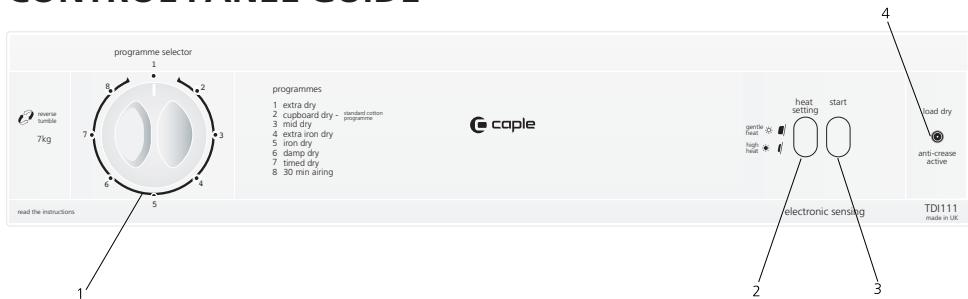 CONTROL PANEL GUIDE
4
programme selector
1
2
3
4
5
6
7
8
reverse
tumble
7kg
programmes
1 extra dry
2 cupboard dry - standard cotton programme
3 mid dry
4 extra iron dry
5 iron dry
6 damp dry
7 timed dry
8 30 min airing
caple
heat
setting
start
gentle
heat
high
heat
load dry
anti-crease
active
read the instructions
electronic sensing
TDI111
made in UK
1
2
3